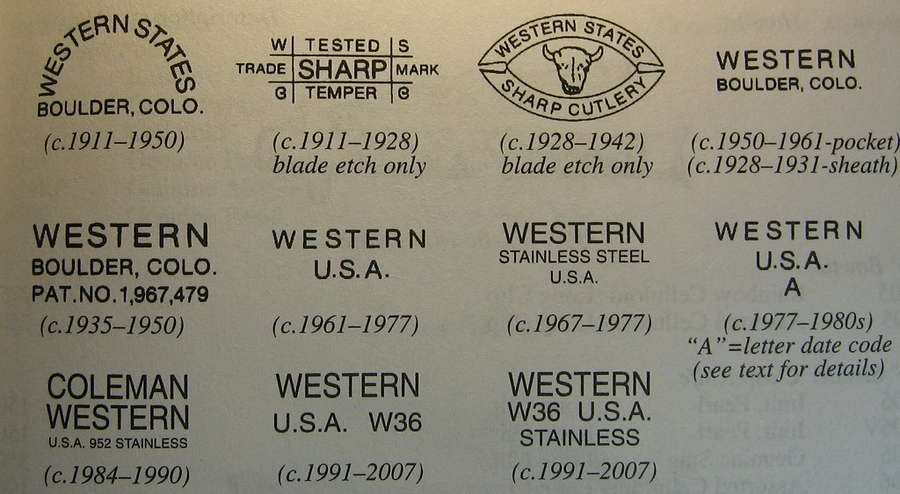 WESTERN STATES
BOULDER, COLO.
(c.1911–1950)
W TESTED S
TRADE SHARP MARK
C TEMPER C
(c.1911–1928)
blade etch only
WESTERN STATES
SHARP CUTLERY
(c.1928–1942)
blade etch only
WESTERN
BOULDER, COLO.
(c.1950–1961-pocket)
(c.1928–1931-sheath)
WESTERN
BOULDER, COLO.
PAT.NO.1,967,479
(c.1935–1950)
WESTERN
U.S.A.
(c.1961–1977)
WESTERN
STAINLESS STEEL
U.S.A.
(c.1967–1977)
WESTERN
U.S.A.
A
(c.1977–1980s)
“A”=letter date code
(see text for details)
COLEMAN
WESTERN
U.S.A. 952 STAINLESS
(c.1984–1990)
WESTERN
U.S.A. W36
(c.1991–2007)
WESTERN
W36 U.S.A.
STAINLESS
(c.1991–2007)